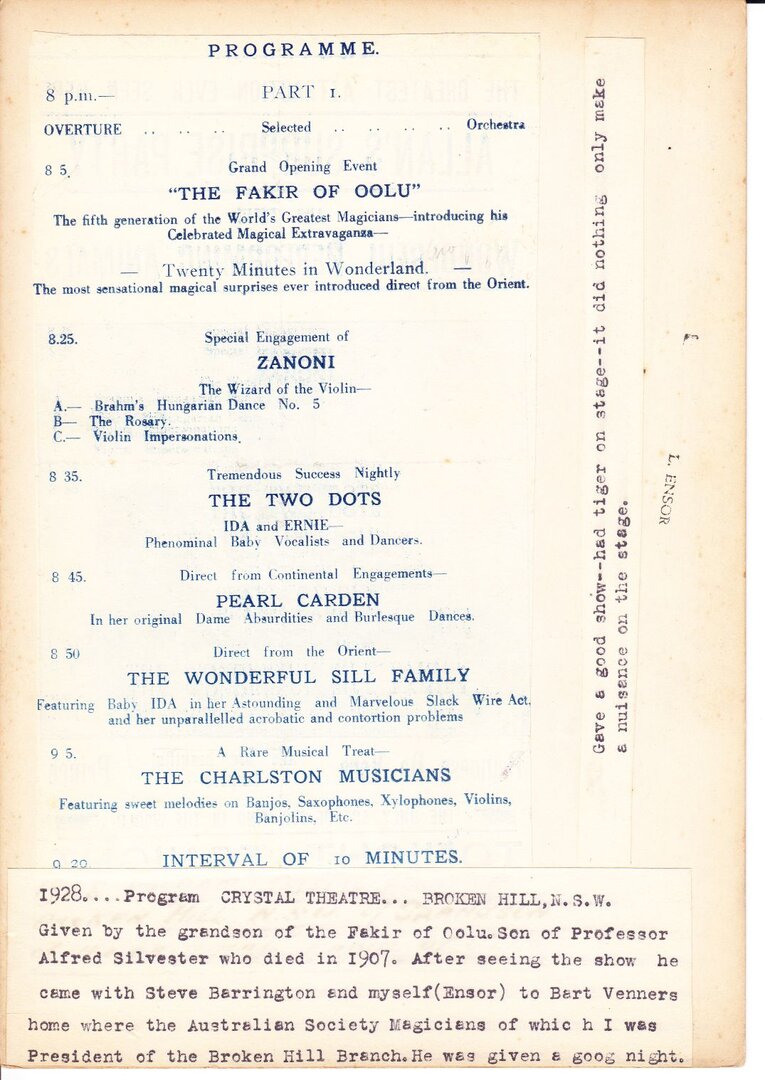 PROGRAMME.
8 p.m.— PART 1.
OVERTURE .. .. .. Selected .. .. .. .. Orchestra
8 5. Grand Opening Event
"THE FAKIR OF OOLU"
The fifth generation of the World's Greatest Magicians—introducing his
Celebrated Magical Extravaganza—
— Twenty Minutes in Wonderland. —
The most sensational magical surprises ever introduced direct from the Orient.
8.25. Special Engagement of
ZANONI
The Wizard of the Violin—
A.— Brahm's Hungarian Dance No. 5
B— The Rosary.
C.— Violin Impersonations.
8 35. Tremendous Success Nightly
THE TWO DOTS
IDA and ERNIE—
Phenominal Baby Vocalists and Dancers.
8 45. Direct from Continental Engagements—
PEARL CARDEN
In her original Dame Absurdities and Burlesque Dances.
8 50 Direct from the Orient—
THE WONDERFUL SILL FAMILY
Featuring Baby IDA in her Astounding and Marvelous Slack Wire Act,
and her unparallelled acrobatic and contortion problems
9 5. A Rare Musical Treat—
THE CHARLSTON MUSICIANS
Featuring sweet melodies on Banjos, Saxophones, Xylophones, Violins,
Banjolins, Etc.
9 20. INTERVAL OF 10 MINUTES.
Gave a good show--had tiger on stage--it did nothing only make
a nuisance on the stage.
L. ENSOR
1928....Program CRYSTAL THEATRE... BROKEN HILL,N.S.W.
Given by the grandson of the Fakir of Oolu.Son of Professor
Alfred Silvester who died in 1907. After seeing the show he
came with Steve Barrington and myself(Ensor) to Bart Venners
home where the Australian Society Magicians of whic h I was
President of the Broken Hill Branch.He was given a goog night.